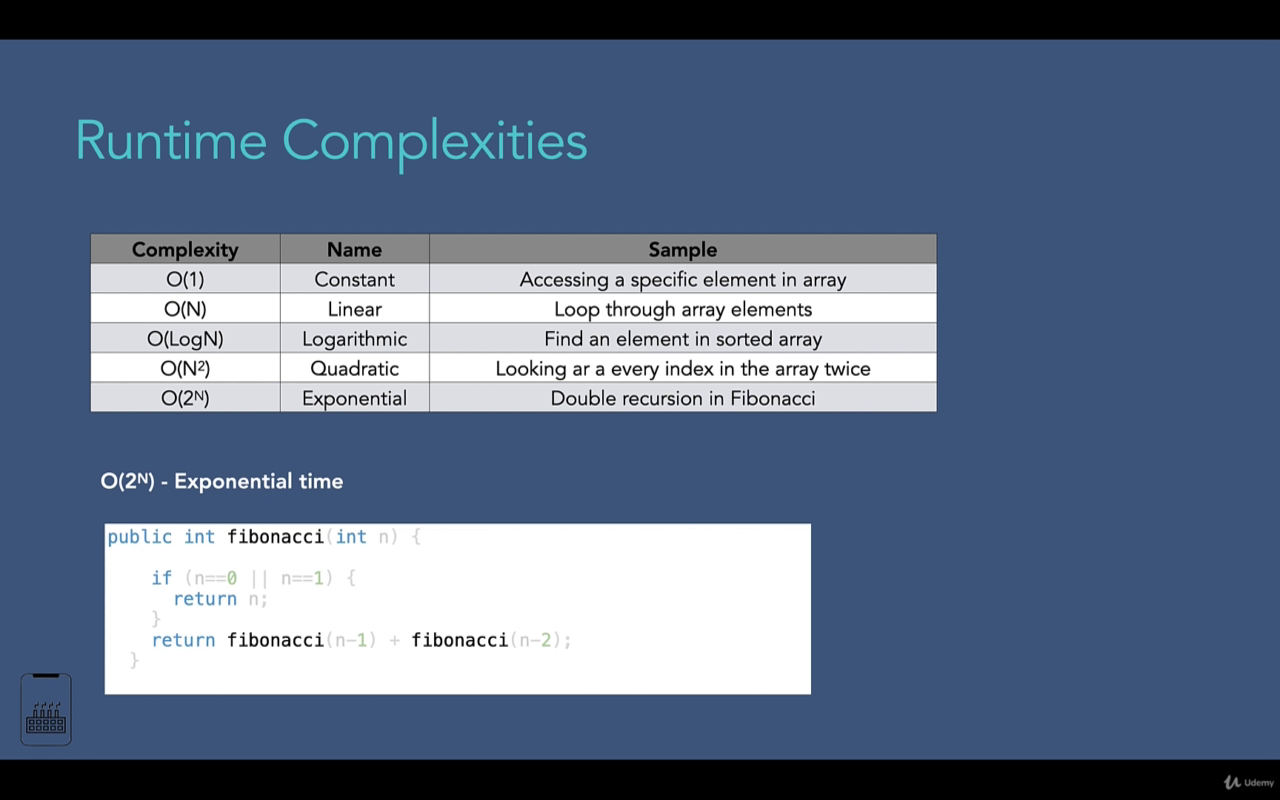 Runtime Complexities
Complexity Name Sample
O(1) Constant Accessing a specific element in array
O(N) Linear Loop through array elements
O(LogN) Logarithmic Find an element in sorted array
O(N²) Quadratic Looking ar a every index in the array twice
O(2ᴺ) Exponential Double recursion in Fibonacci
O(2ᴺ) - Exponential time
public int fibonacci(int n) {
if (n==0 || n==1) {
return n;
}
return fibonacci(n-1) + fibonacci(n-2);
}
Udemy